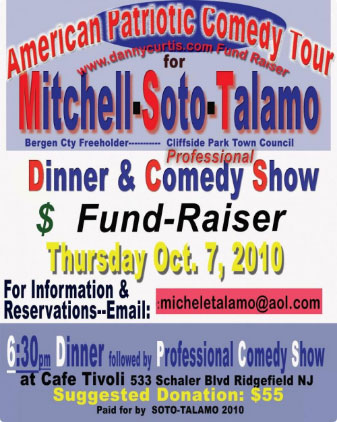 American Patriotic Comedy Tour
www.dannycurtis.com Fund Raiser
for
Mitchell-Soto-Talamo
Bergen Cty Freeholder----------- Cliffside Park Town Council
Professional
Dinner & Comedy Show
$ Fund-Raiser
Thursday Oct. 7, 2010
For Information &
Reservations--Email: :micheletalamo@aol.com
6:30pm Dinner followed by Professional Comedy Show
at Cafe Tivoli 533 Schaler Blvd Ridgefield NJ
Suggested Donation: $55
Paid for by SOTO-TALAMO 2010